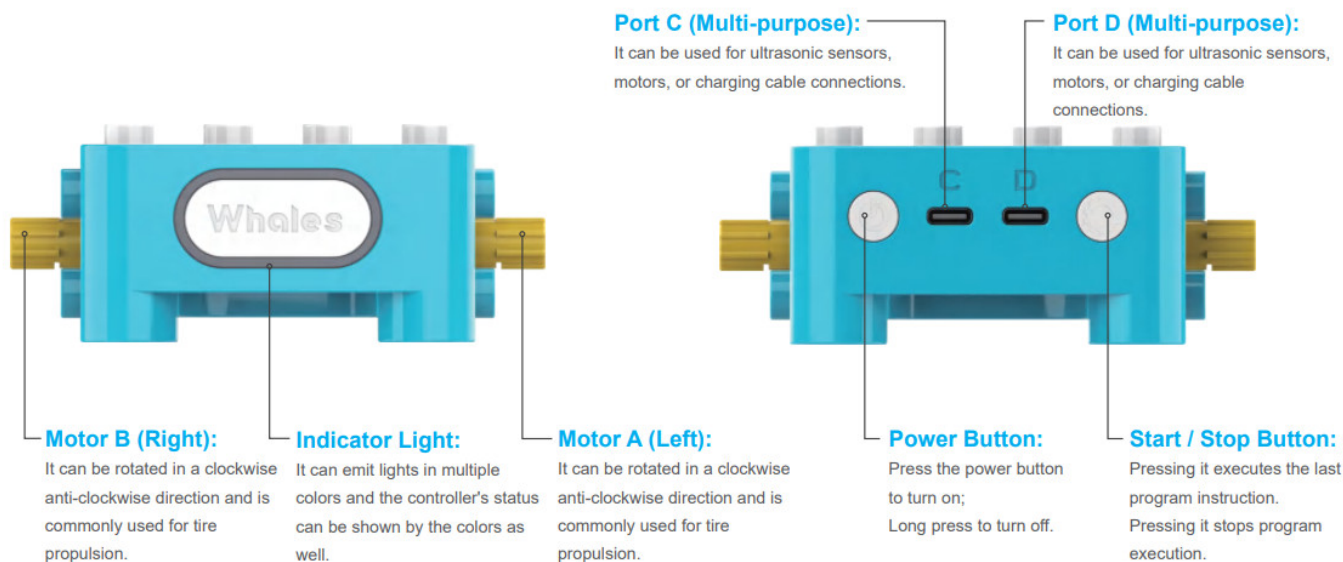 Port C (Multi-purpose):
It can be used for ultrasonic sensors,
motors, or charging cable connections.
Port D (Multi-purpose):
It can be used for ultrasonic sensors,
motors, or charging cable
connections.
Whales
C D
Motor B (Right):
It can be rotated in a clockwise
anti-clockwise direction and is
commonly used for tire
propulsion.
Indicator Light:
It can emit lights in multiple
colors and the controller's status
can be shown by the colors as
well.
Motor A (Left):
It can be rotated in a clockwise
anti-clockwise direction and is
commonly used for tire
propulsion.
Power Button:
Press the power button
to turn on;
Long press to turn off.
Start / Stop Button:
Pressing it executes the last
program instruction.
Pressing it stops program
execution.